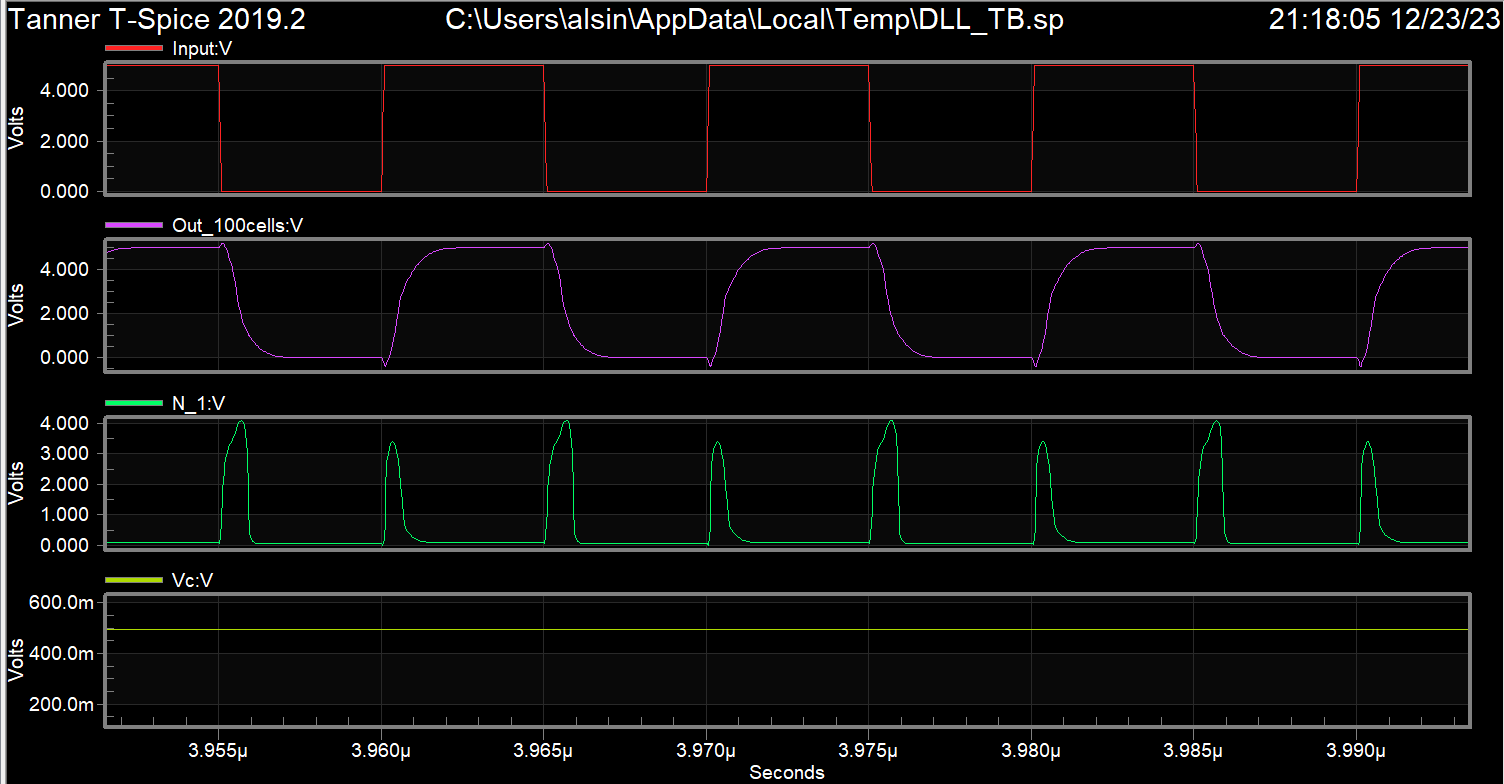 Tanner T-Spice 2019.2 C:\Users\alsin\AppData\Local\Temp\DLL_TB.sp 21:18:05 12/23/23
Input:V
4.000
2.000
0.000
Volts
Out_100cells:V
4.000
2.000
0.000
Volts
N_1:V
4.000
3.000
2.000
1.000
0.000
Volts
Vc:V
600.0m
400.0m
200.0m
Volts
3.955µ 3.960µ 3.965µ 3.970µ 3.975µ 3.980µ 3.985µ 3.990µ
Seconds